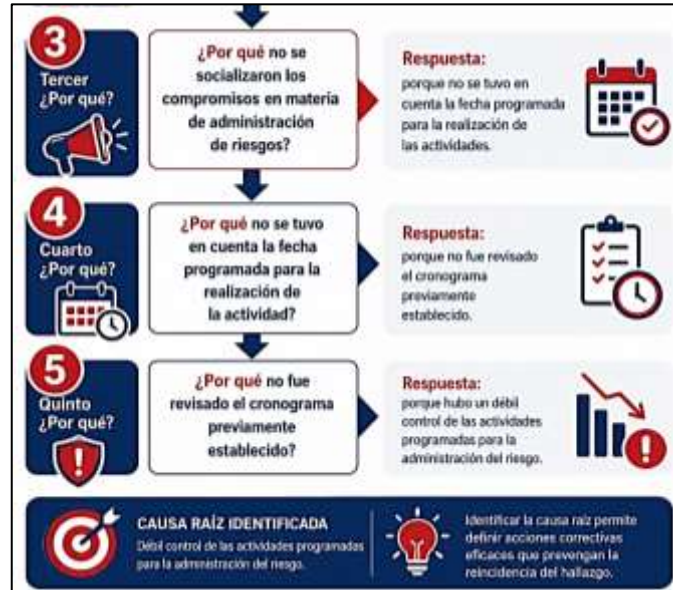 3
Tercer
¿Por qué?
¿Por qué no se
socializaron los
compromisos en materia
de administración
de riesgos?
Respuesta:
porque no se tuvo en
cuenta la fecha programada
para la realización de
las actividades.
4
Cuarto
¿Por qué?
¿Por qué no se tuvo
en cuenta la fecha
programada para la
realización de
la actividad?
Respuesta:
porque no fue revisado
el cronograma
previamente
establecido.
5
Quinto
¿Por qué?
¿Por qué no fue
revisado el cronograma
previamente
establecido?
Respuesta:
porque hubo un débil
control de las actividades
programadas para la
administración del riesgo.
CAUSA RAÍZ IDENTIFICADA
Débil control de las actividades programadas
para la administración del riesgo.
Identificar la causa raíz permite
definir acciones correctivas
eficaces que prevengan la
reincidencia del hallazgo.